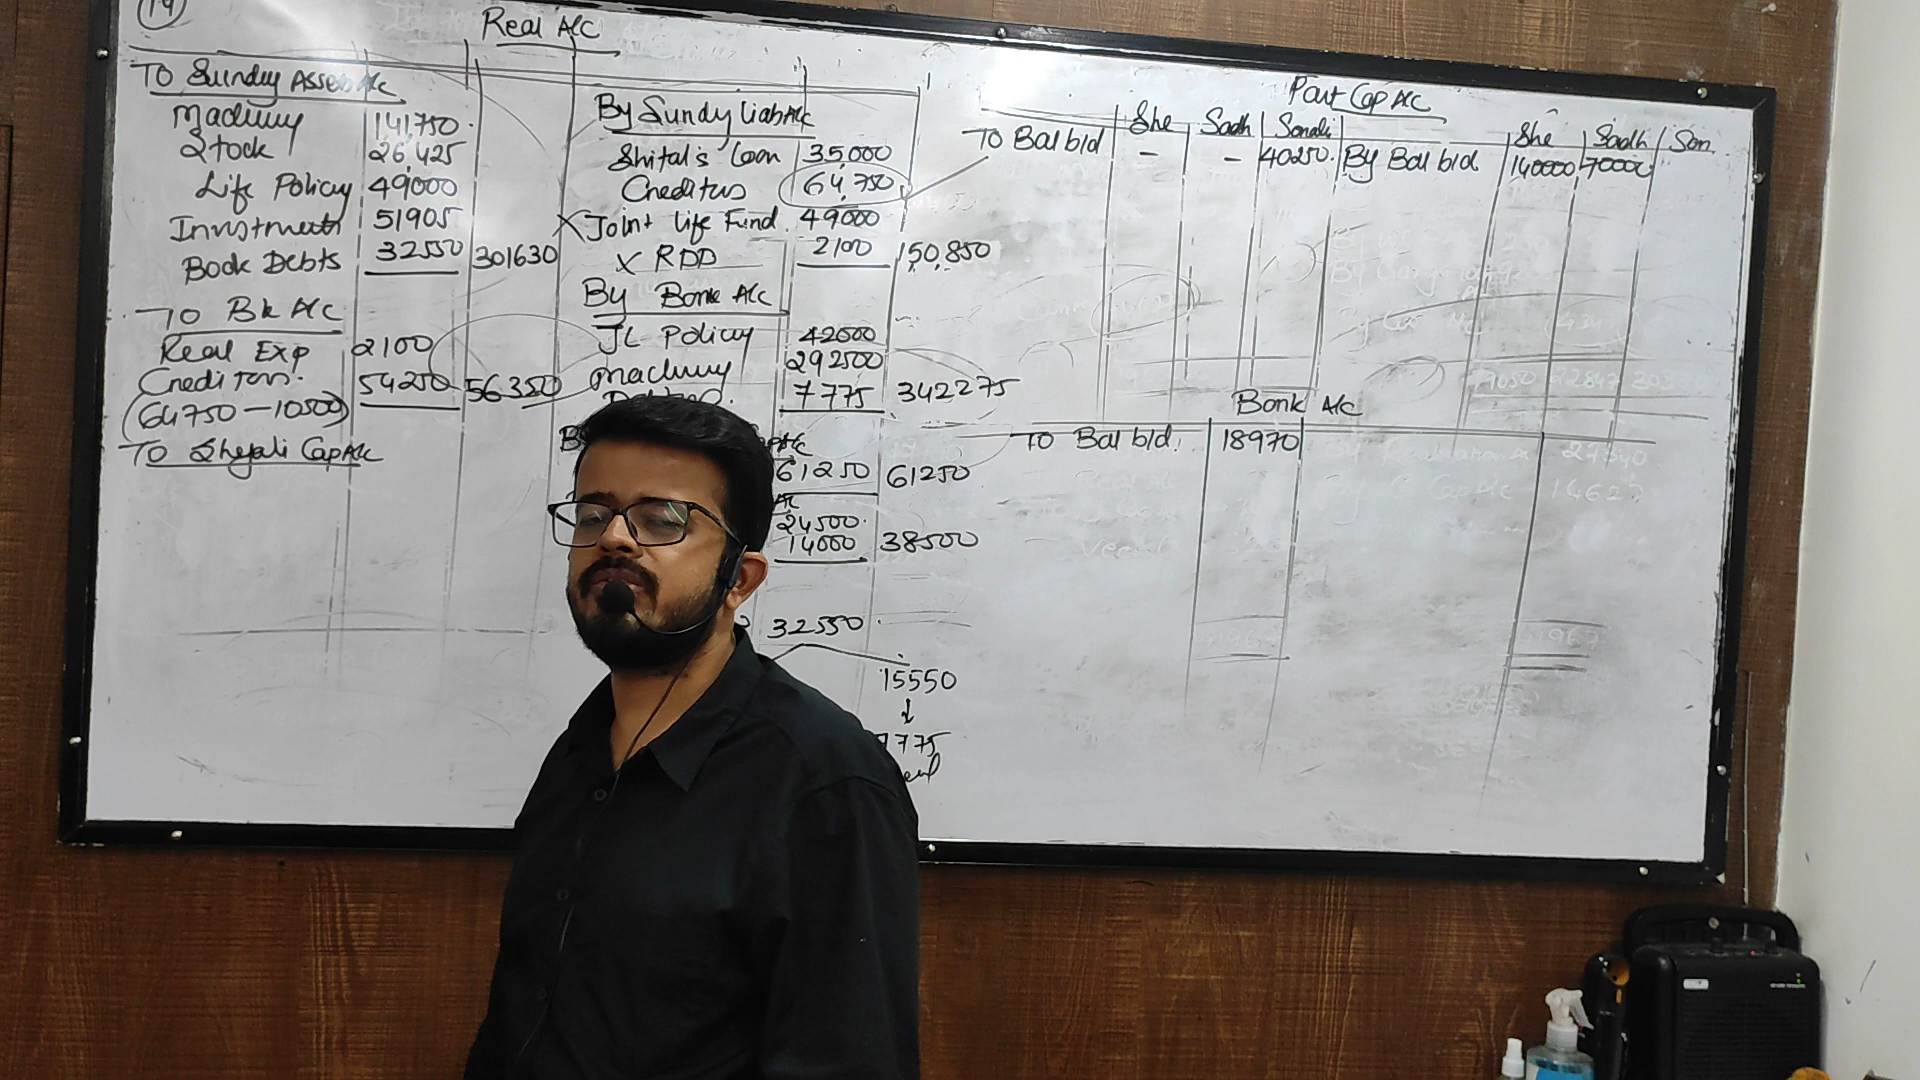 19
Real A/c
To Sundry Assets A/c
Machinery 141,750
Stock 26,425
Life Policy 49000
Investments 51905
Book Debts 32550 301630
To Bk A/c
Real Exp 2100
Creditors. 54250 56350
(64750-10500)
To Shefali Cap A/c
By Sundry Liab A/c
Shital's Loan 35,000
Creditors 64,750
X Joint Life Fund 49000
X RDD 2100 150,850
By Bank A/c
JL Policy 42000
Machinery 292500
7775 342275
61250 61250
24500
14000 38500
32550
15550
↓
7775
Part Cap A/c
She Sadh Sonali She Sadh Son
To Bal b/d - - 40250 By Bal b/d 140000 70000
Bank A/c
To Bal b/d. 18970